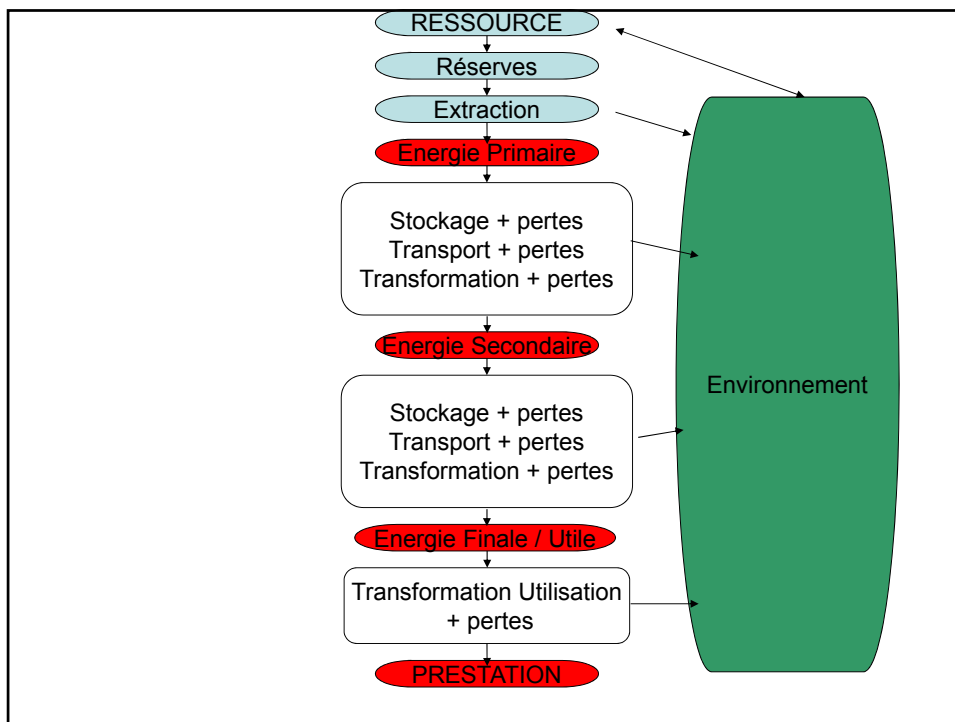 RESSOURCE
Réserves
Extraction
Energie Primaire
Stockage + pertes
Transport + pertes
Transformation + pertes
Energie Secondaire
Environnement
Stockage + pertes
Transport + pertes
Transformation + pertes
Energie Finale / Utile
Transformation Utilisation
+ pertes
PRESTATION